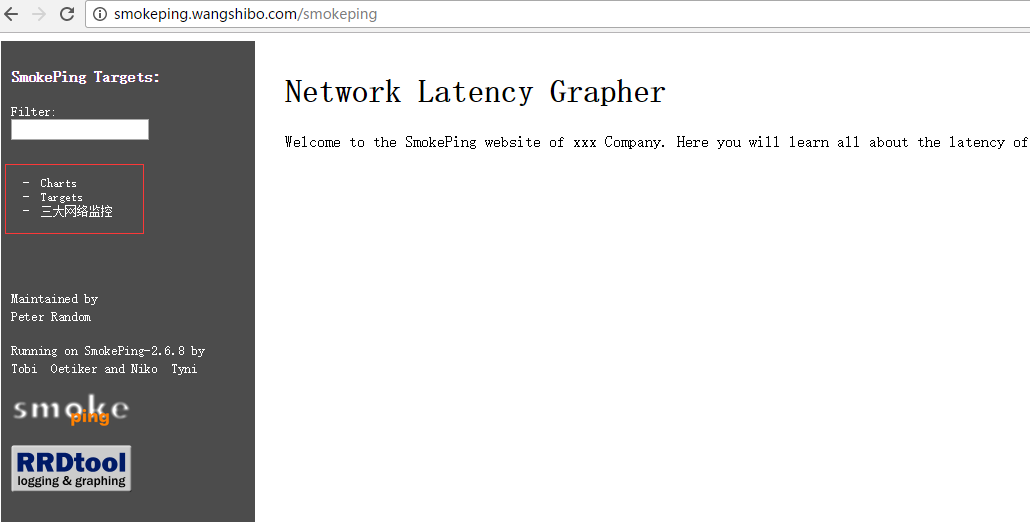 smokeping.wangshibo.com/smokeping
SmokePing Targets:
Filter:
- Charts
- Targets
- 三大网络监控
Maintained by
Peter Random
Running on SmokePing-2.6.8 by
Tobi Oetiker and Niko Tyni
smoke
ping
RRDtool
logging & graphing
Network Latency Grapher
Welcome to the SmokePing website of xxx Company. Here you will learn all about the latency of